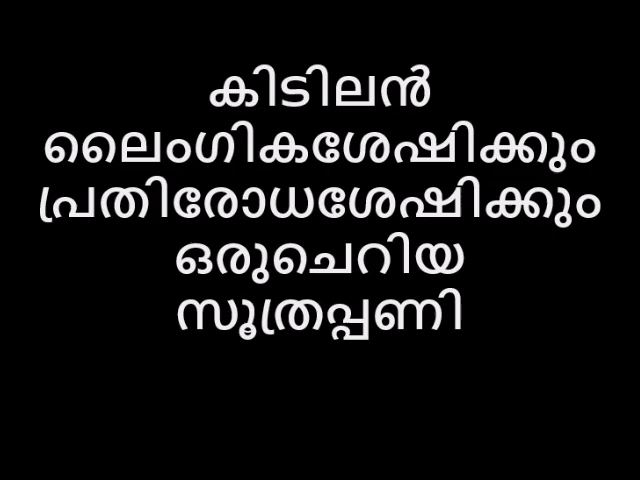 കിടിലൻ
ലൈംഗികശേഷിക്കും
പ്രതിരോധശേഷിക്കും
ഒരുചെറിയ
സൂത്രപ്പണി